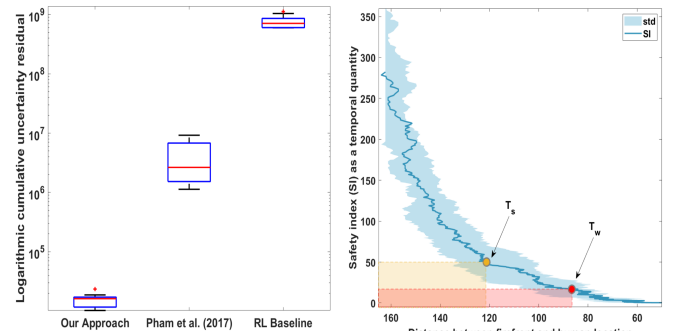 Logarithmic cumulative uncertainty residual
10^9
10^8
10^7
10^6
10^5
Our Approach
Pham et al. (2017)
RL Baseline
Safety index (SI) as a temporal quantity
350
300
250
200
150
100
50
0
std
SI
T_s
T_w
160
140
120
100
80
60